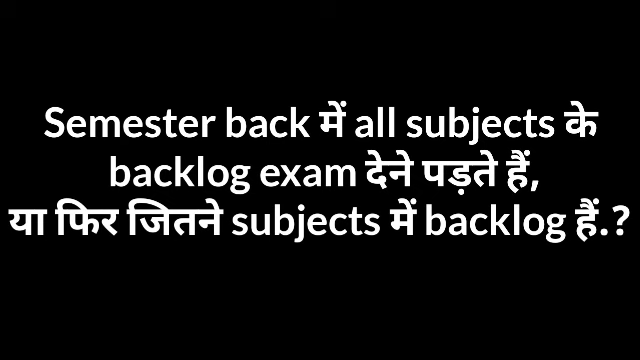 Semester back में all subjects के
backlog exam देने पड़ते हैं,
या फिर जितने subjects में backlog हैं.?